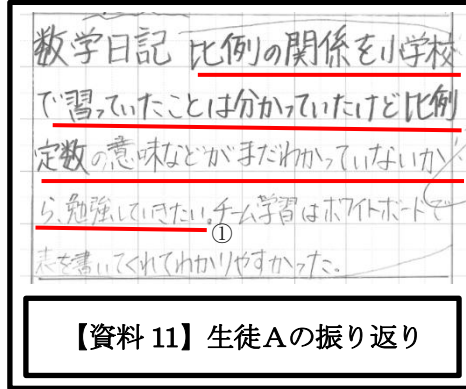 数学日記 比例の関係を小学校
で習っていたことは分かっていたけど比例
定数の意味などがまだわかっていないか
ら、勉強していきたい。チーム学習はホワイトボードで
①
表を書いてくれてわかりやすかった。
【資料 11】生徒Aの振り返り